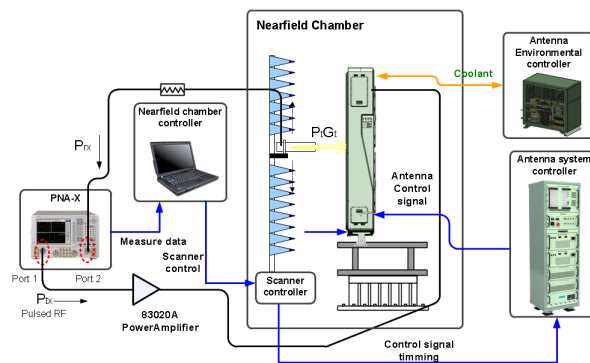 Nearfield Chamber
Antenna
Environmental
controller
Coolant
Nearfield chamber
controller
Prx
PtGt
Antenna
Control
signal
Antenna system
controller
PNA-X
Measure data
Scanner
control
Port 1
Port 2
Scanner
controller
Ptx
Pulsed RF
83020A
PowerAmplifier
Control signal
timming